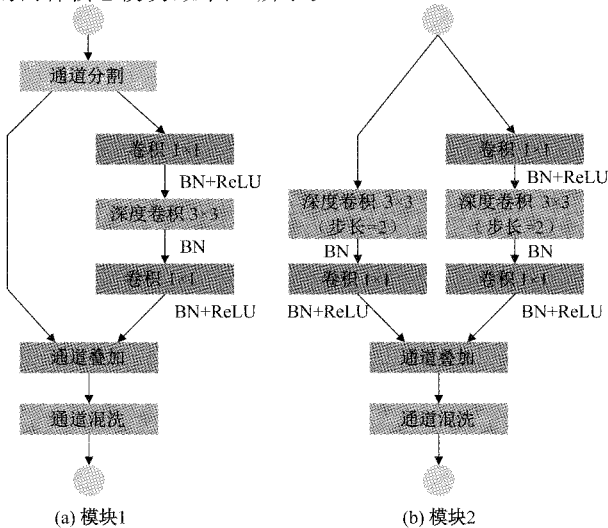 通道分割
卷积 1×1
BN+ReLU
深度卷积 3×3
BN
卷积 1×1
BN+ReLU
通道叠加
通道混洗
(a) 模块1
卷积 1×1
BN+ReLU
深度卷积 3×3
(步长=2)
深度卷积 3×3
(步长=2)
BN
BN
卷积 1×1
卷积 1×1
BN+ReLU
BN+ReLU
通道叠加
通道混洗
(b) 模块2